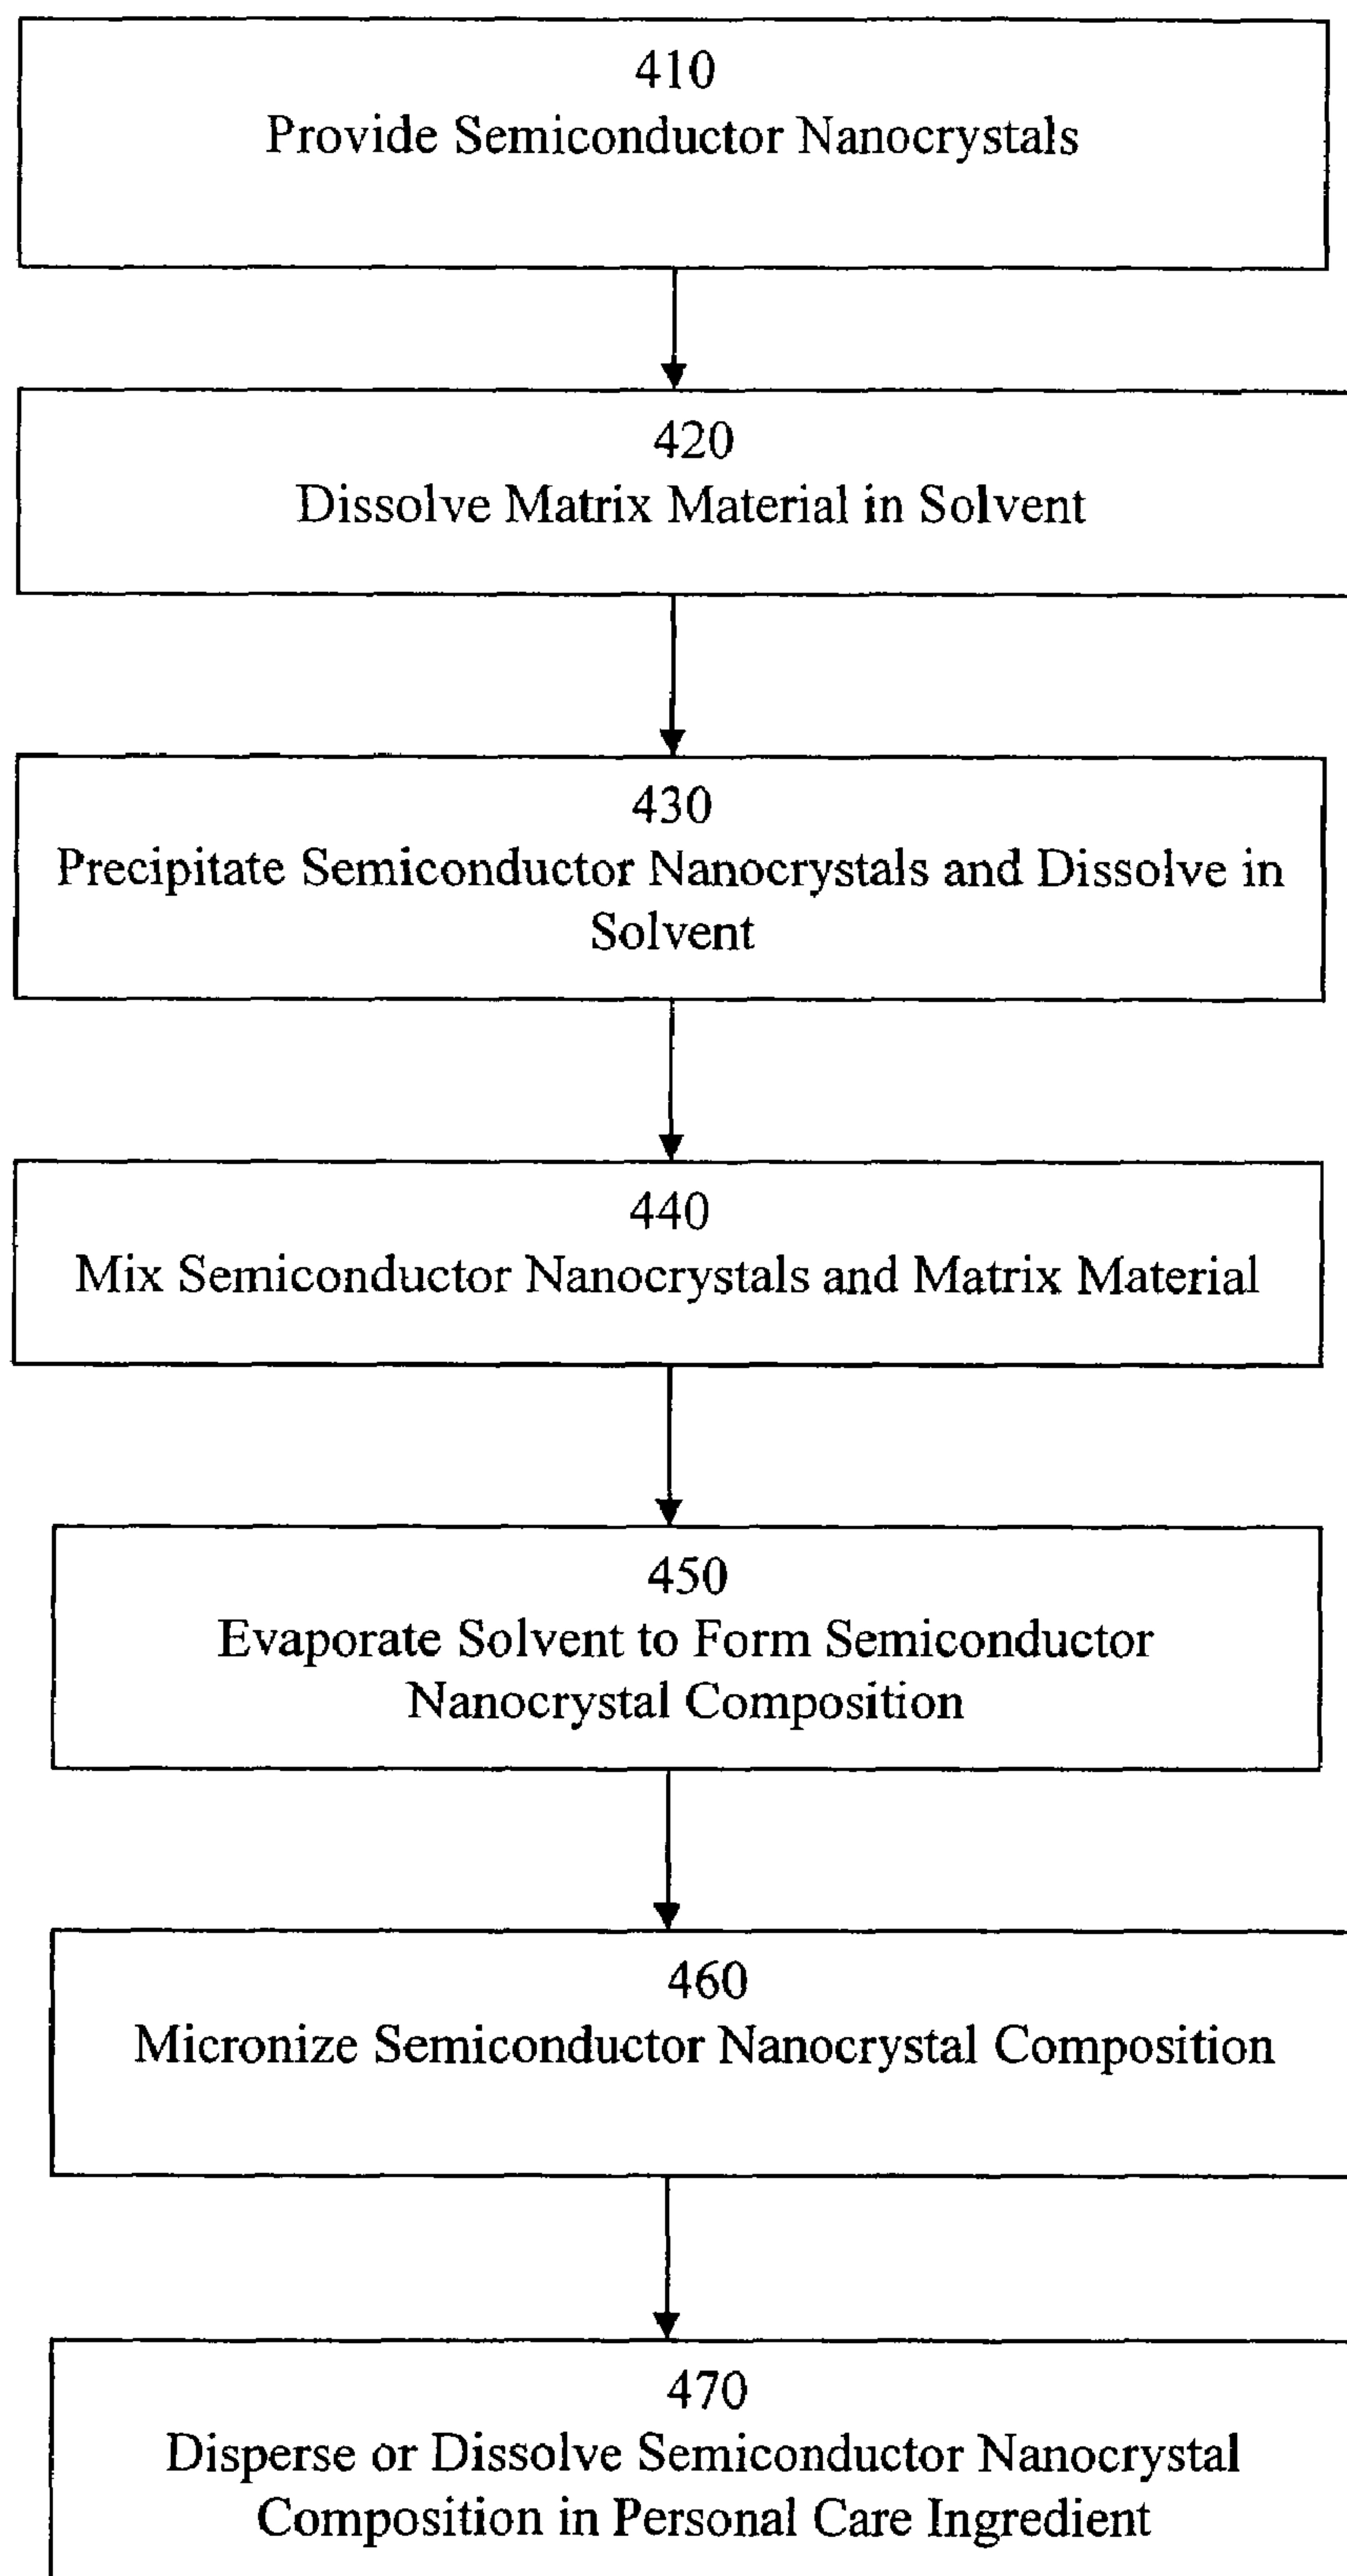 410
Provide Semiconductor Nanocrystals
420
Dissolve Matrix Material in Solvent
430
Precipitate Semiconductor Nanocrystals and Dissolve in
Solvent
440
Mix Semiconductor Nanocrystals and Matrix Material
450
Evaporate Solvent to Form Semiconductor
Nanocrystal Composition
460
Micronize Semiconductor Nanocrystal Composition
470
Disperse or Dissolve Semiconductor Nanocrystal
Composition in Personal Care Ingredient